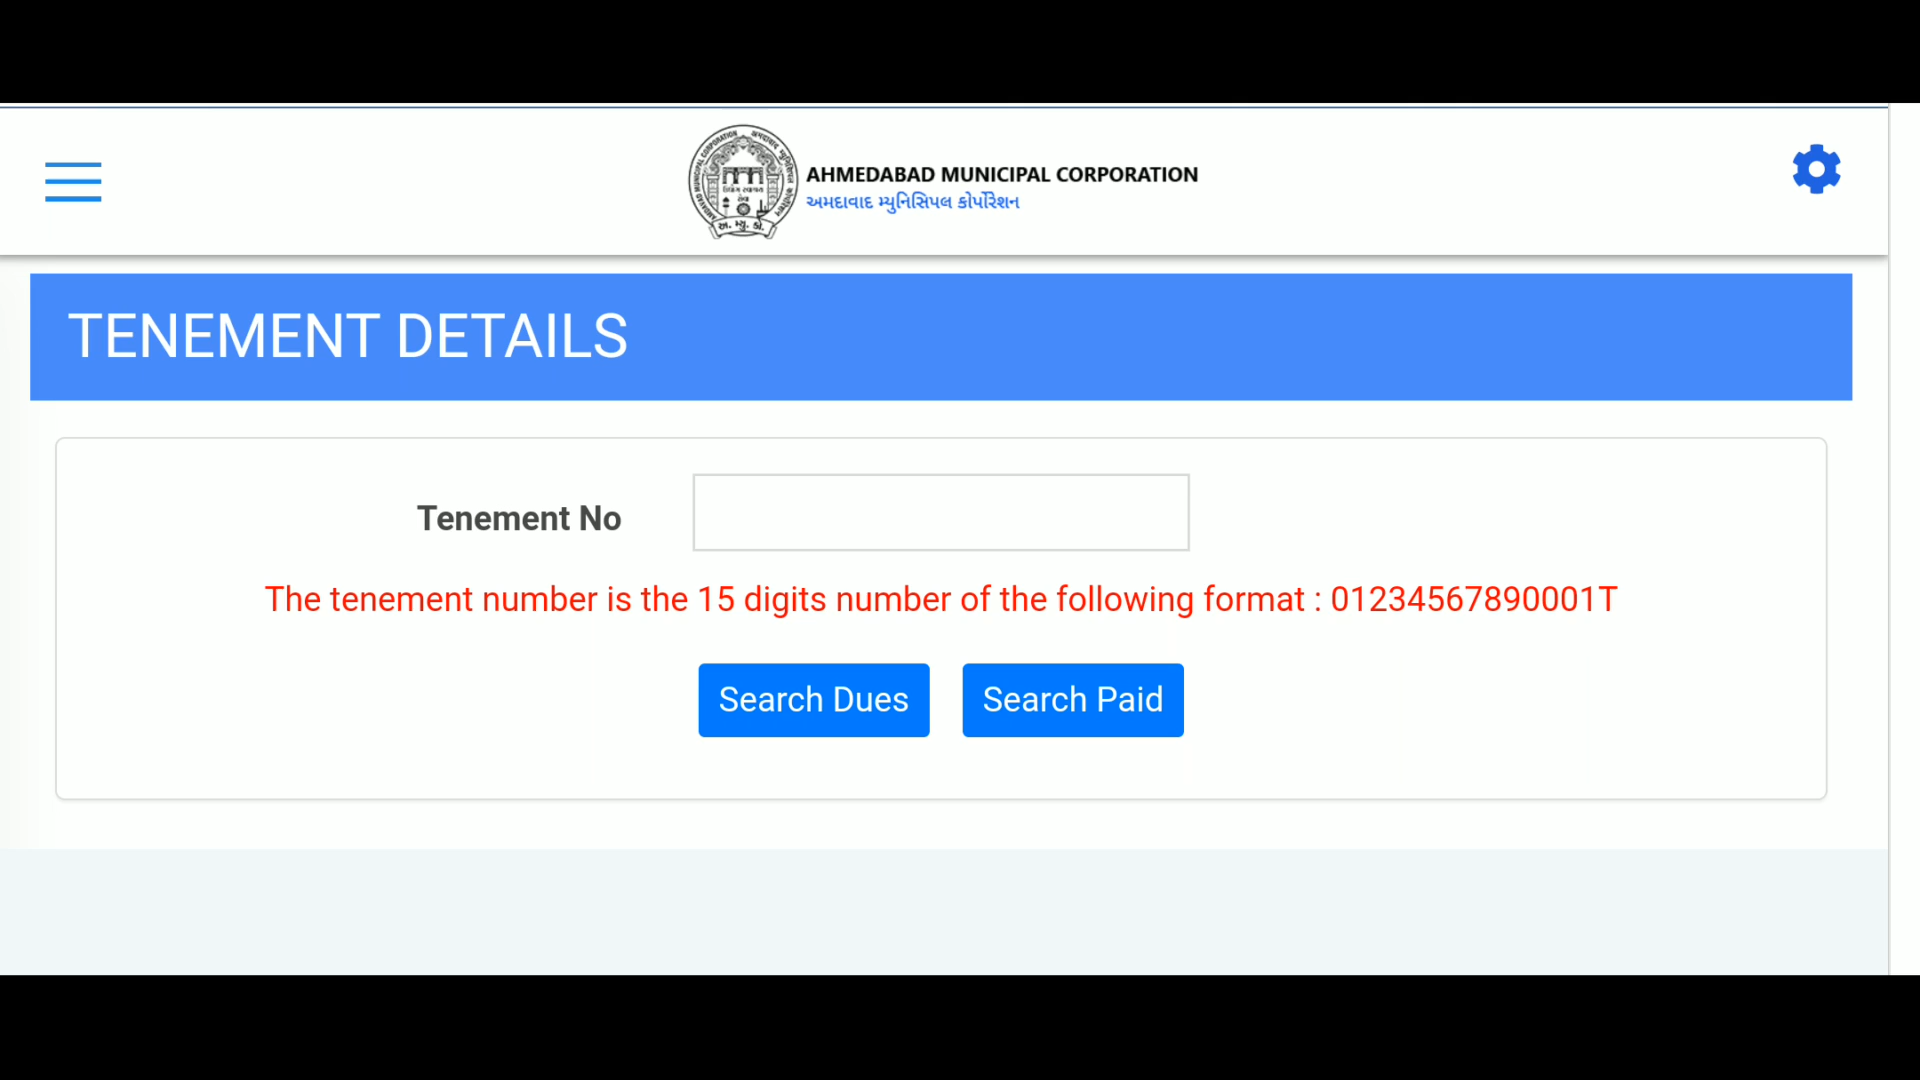 AHMEDABAD MUNICIPAL CORPORATION
અમદાવાદ મ્યુનિસિપલ કોર્પોરેશન
TENEMENT DETAILS
Tenement No
The tenement number is the 15 digits number of the following format : 01234567890001T
Search Dues Search Paid